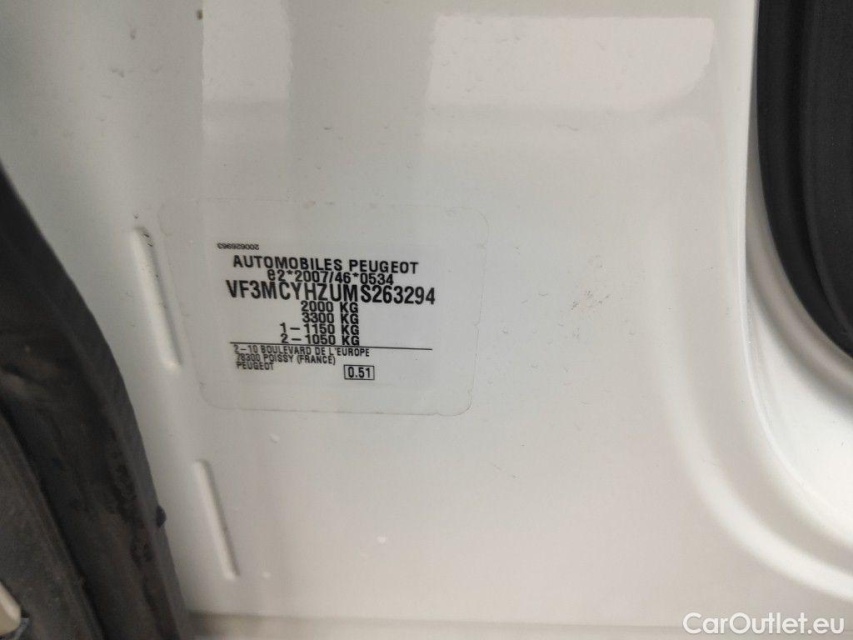 200626963
AUTOMOBILES PEUGEOT
e2*2007/46*0534
VF3MCYHZUMS263294
2000 KG
3300 KG
1-1150 KG
2-1050 KG
2-10 BOULEVARD DE L'EUROPE
78300 POISSY (FRANCE)
PEUGEOT
0.51
CarOutlet.eu